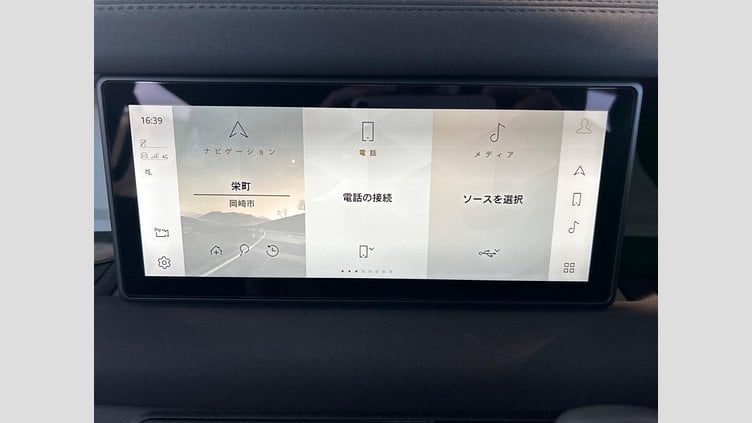 16:39
4G
ナビゲーション
栄町
岡崎市
電話
電話の接続
メディア
ソースを選択